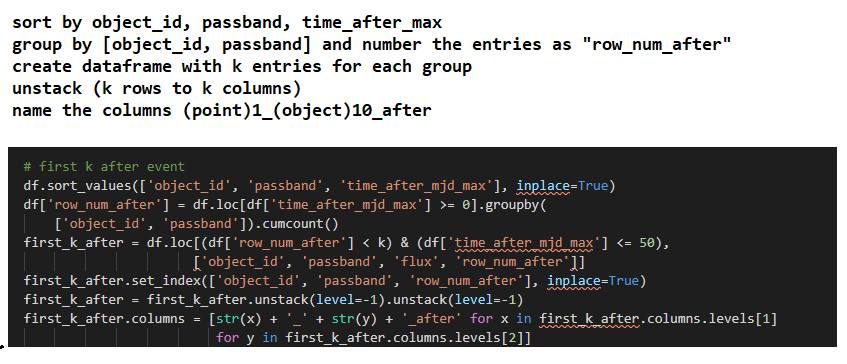 sort by object_id, passband, time_after_max
group by [object_id, passband] and number the entries as "row_num_after"
create dataframe with k entries for each group
unstack (k rows to k columns)
name the columns (point)1_(object)10_after
# first k after event
df.sort_values(['object_id', 'passband', 'time_after_mjd_max'], inplace=True)
df['row_num_after'] = df.loc[df['time_after_mjd_max'] >= 0].groupby(
['object_id', 'passband']).cumcount()
first_k_after = df.loc[(df['row_num_after'] < k) & (df['time_after_mjd_max'] <= 50),
['object_id', 'passband', 'flux', 'row_num_after']]
first_k_after.set_index(['object_id', 'passband', 'row_num_after'], inplace=True)
first_k_after = first_k_after.unstack(level=-1).unstack(level=-1)
first_k_after.columns = [str(x) + '_' + str(y) + '_after' for x in first_k_after.columns.levels[1]
for y in first_k_after.columns.levels[2]]